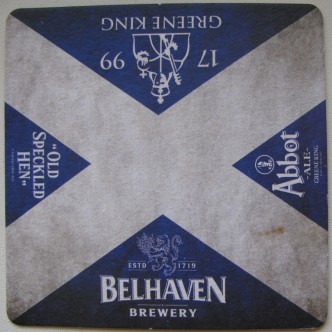 GREENE KING
17 99
"OLD
SPECKLED
HEN"
Abbot
ALE
GREENE KING
ESTD 1719
BELHAVEN
BREWERY